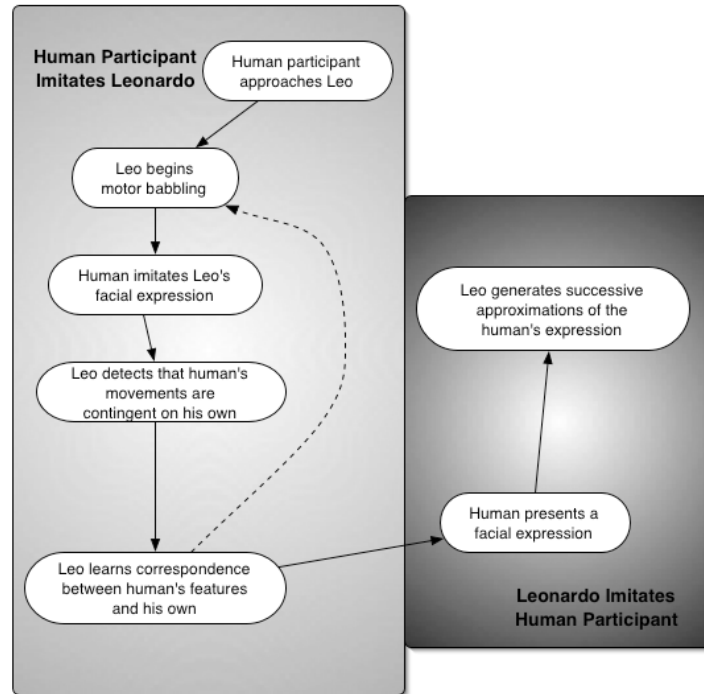 Human Participant
Imitates Leonardo
Human participant
approaches Leo
Leo begins
motor babbling
Human imitates Leo's
facial expression
Leo detects that human's
movements are
contingent on his own
Leo learns correspondence
between human's features
and his own
Leo generates successive
approximations of the
human's expression
Human presents a
facial expression
Leonardo Imitates
Human Participant